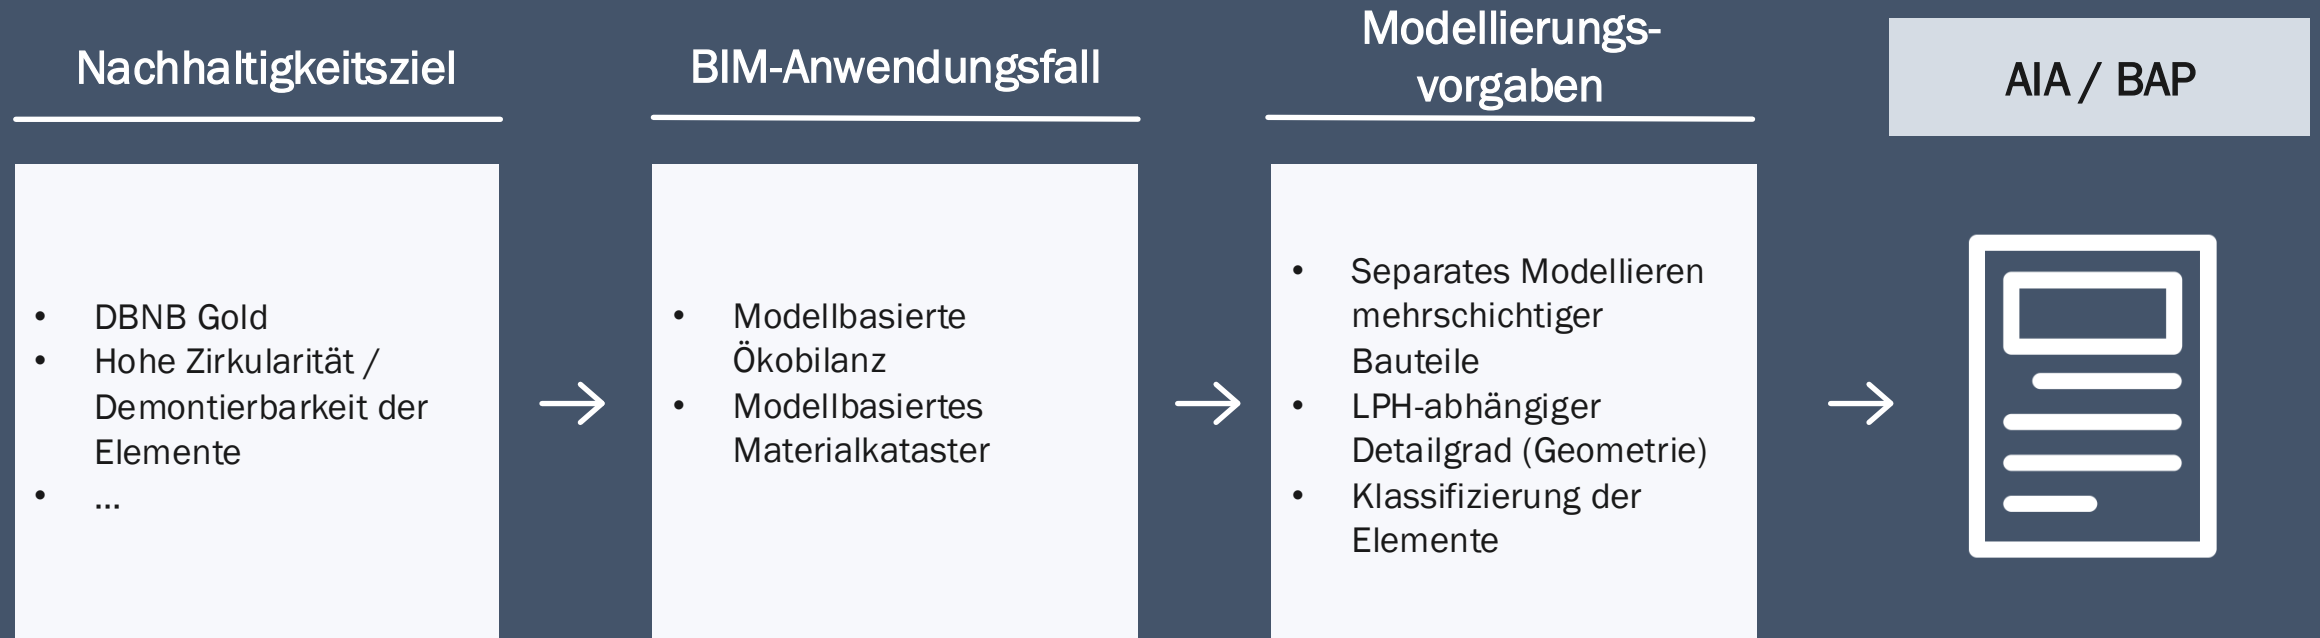 Nachhaltigkeitsziel
• DBNB Gold
• Hohe Zirkularität /
Demontierbarkeit der
Elemente
• ...
BIM-Anwendungsfall
• Modellbasierte
Ökobilanz
• Modellbasiertes
Materialkataster
Modellierungs-
vorgaben
• Separates Modellieren
mehrschichtiger
Bauteile
• LPH-abhängiger
Detailgrad (Geometrie)
• Klassifizierung der
Elemente
AIA / BAP